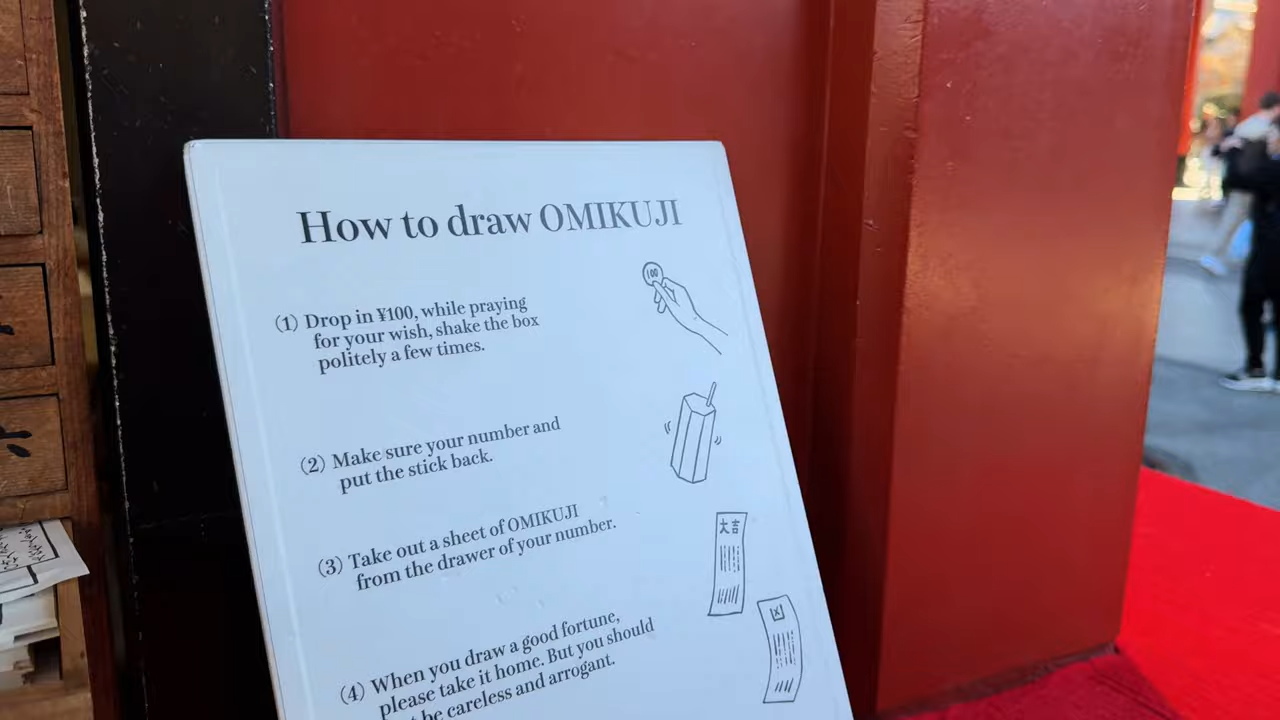 How to draw OMIKUJI
(1) Drop in ¥100, while praying
for your wish, shake the box
politely a few times.
100
(2) Make sure your number and
put the stick back.
(3) Take out a sheet of OMIKUJI
from the drawer of your number.
大吉
(4) When you draw a good fortune,
please take it home. But you should
be careless and arrogant.
凶